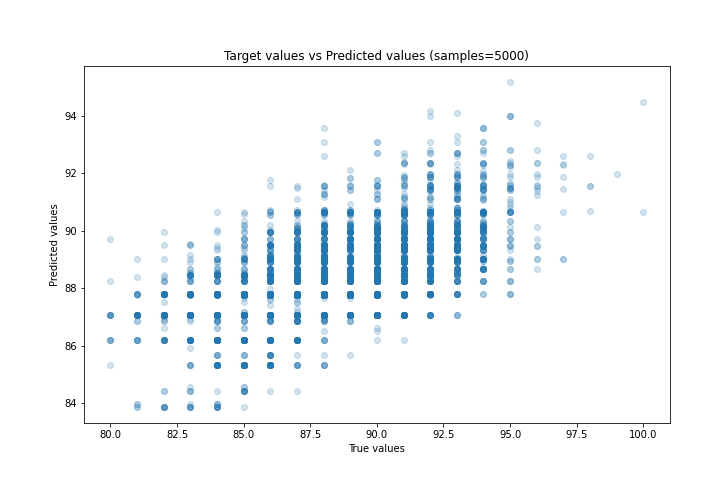 Target values vs Predicted values (samples=5000)
Predicted values
94
92
90
88
86
84
80.0 82.5 85.0 87.5 90.0 92.5 95.0 97.5 100.0
True values